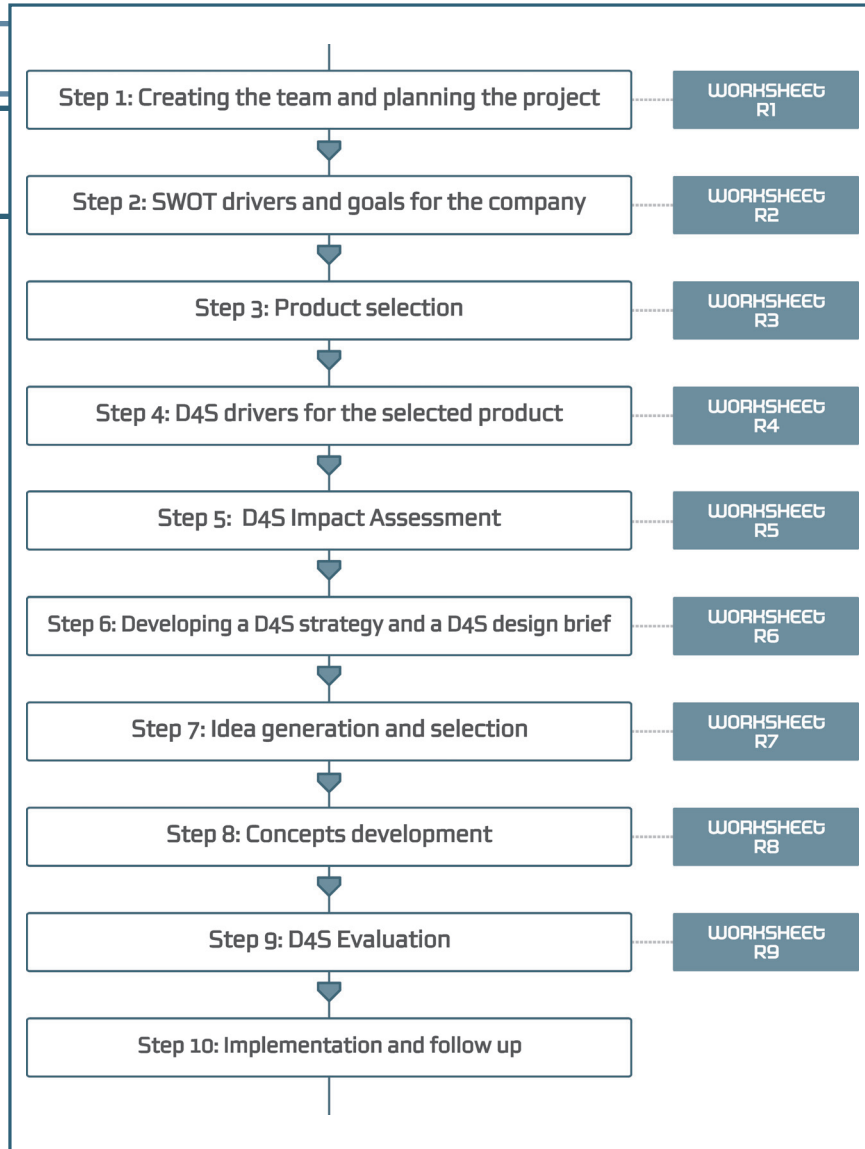 Step 1: Creating the team and planning the project
WORKSHEET
R1
Step 2: SWOT drivers and goals for the company
WORKSHEET
R2
Step 3: Product selection
WORKSHEET
R3
Step 4: D4S drivers for the selected product
WORKSHEET
R4
Step 5: D4S Impact Assessment
WORKSHEET
R5
Step 6: Developing a D4S strategy and a D4S design brief
WORKSHEET
R6
Step 7: Idea generation and selection
WORKSHEET
R7
Step 8: Concepts development
WORKSHEET
R8
Step 9: D4S Evaluation
WORKSHEET
R9
Step 10: Implementation and follow up